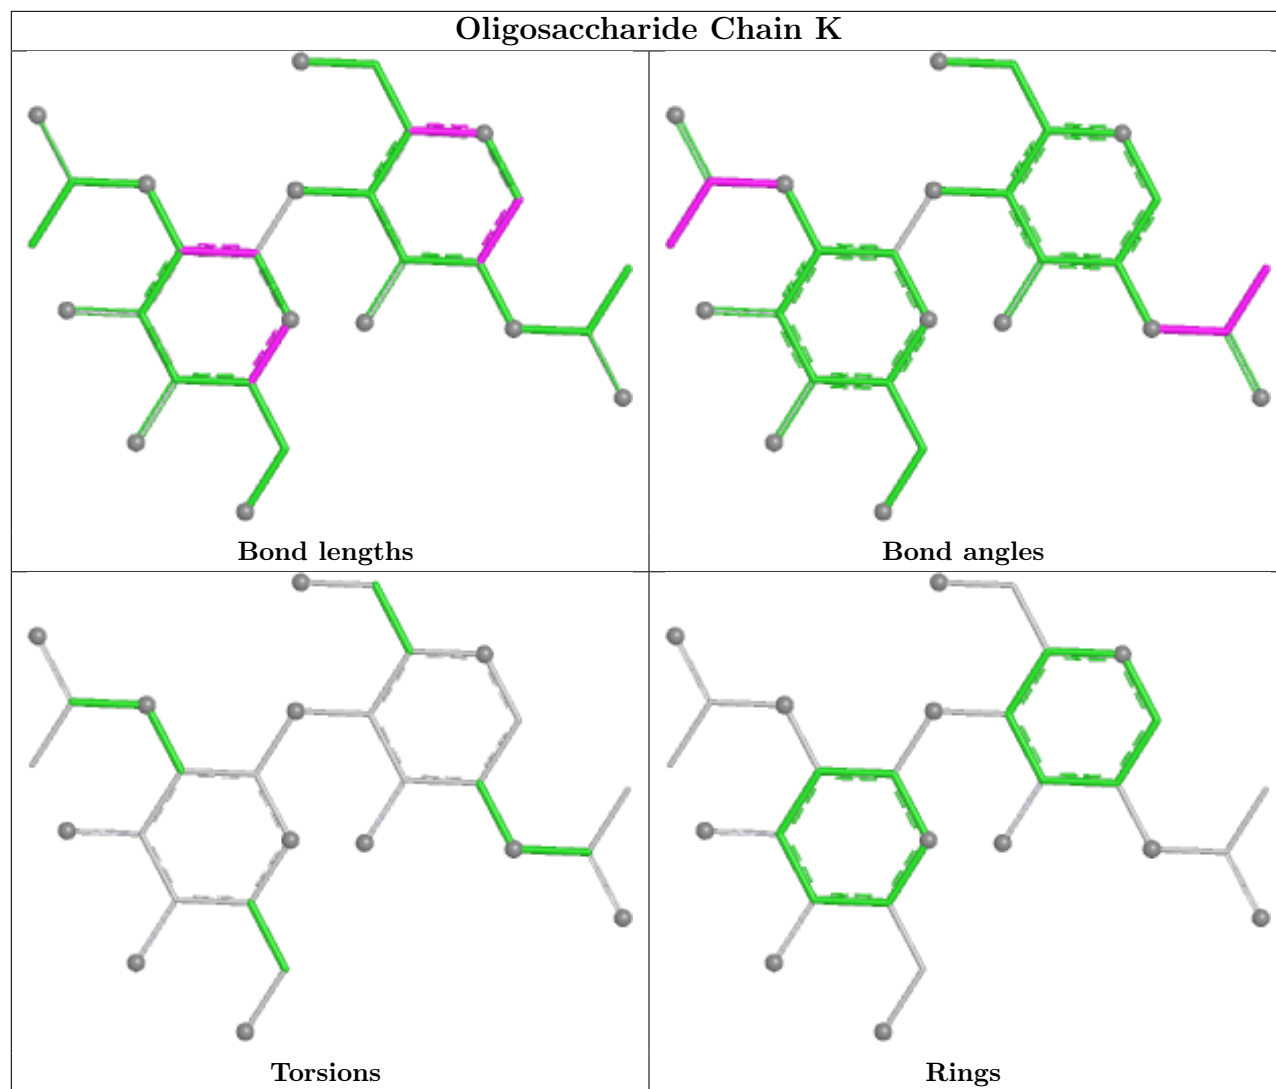 Oligosaccharide Chain K
Bond lengths
Bond angles
Torsions
Rings